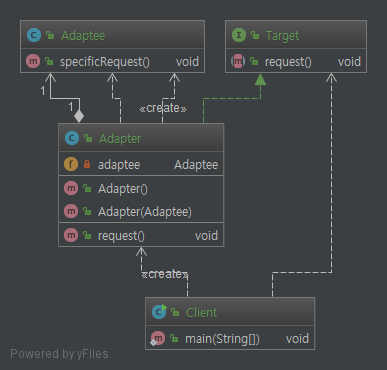 C Adaptee
m specificRequest() void
I Target
m request() void
1
1
«create»
C Adapter
f adaptee Adaptee
m Adapter()
m Adapter(Adaptee)
m request() void
«create»
C Client
m main(String[]) void
Powered by yFiles